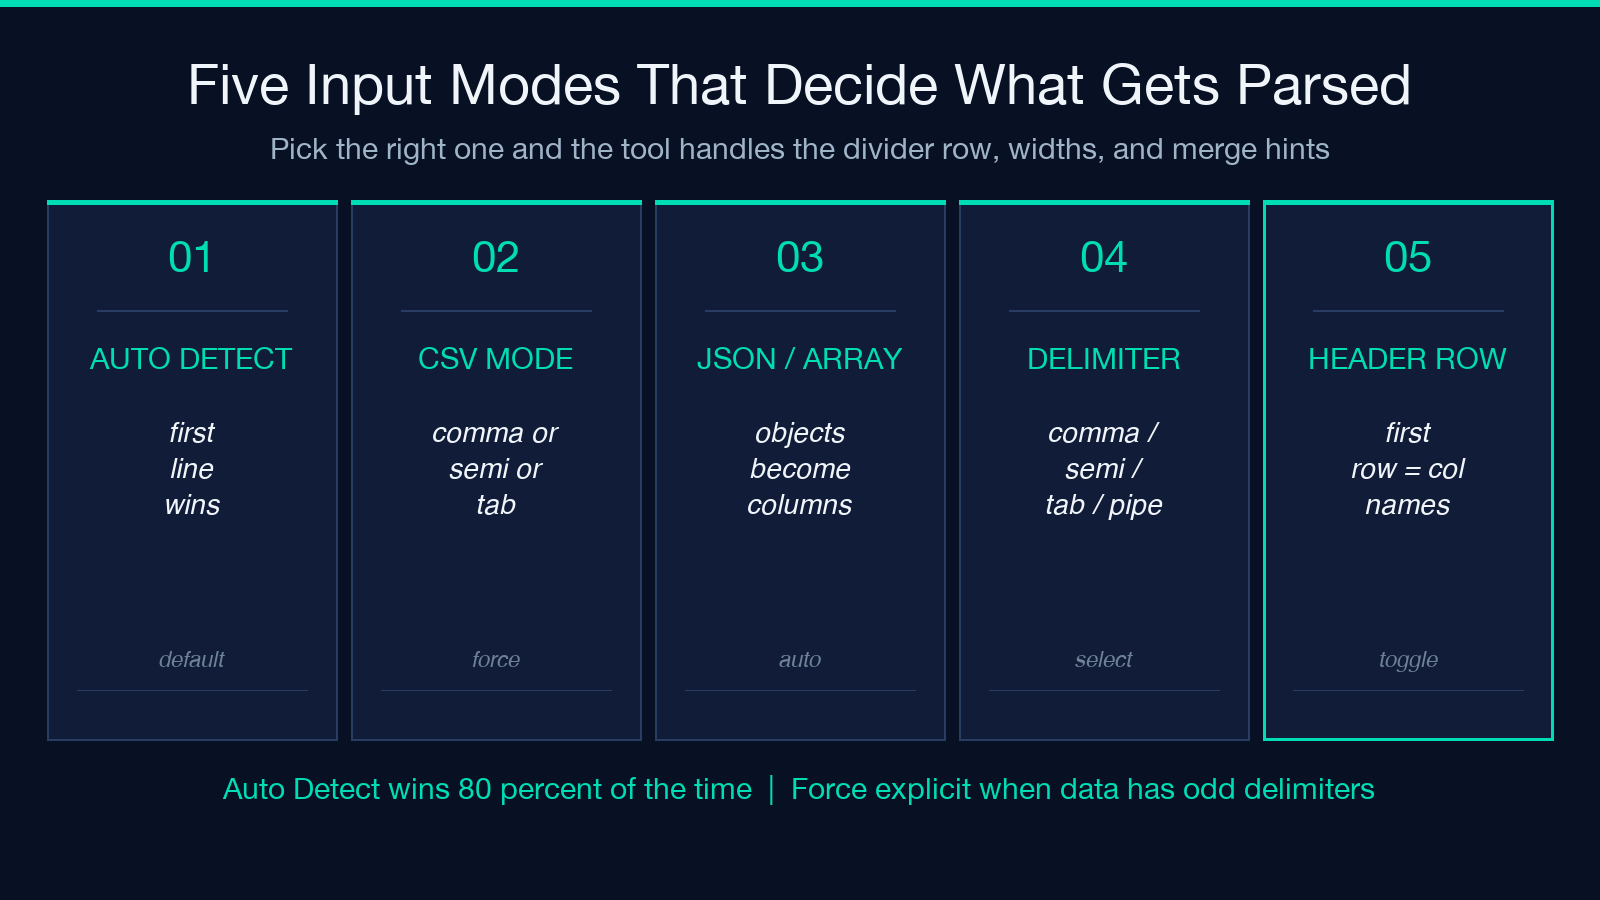 Five Input Modes That Decide What Gets Parsed
Pick the right one and the tool handles the divider row, widths, and merge hints
01
AUTO DETECT
first
line
wins
default
02
CSV MODE
comma or
semi or
tab
force
03
JSON / ARRAY
objects
become
columns
auto
04
DELIMITER
comma /
semi /
tab / pipe
select
05
HEADER ROW
first
row = col
names
toggle
Auto Detect wins 80 percent of the time | Force explicit when data has odd delimiters